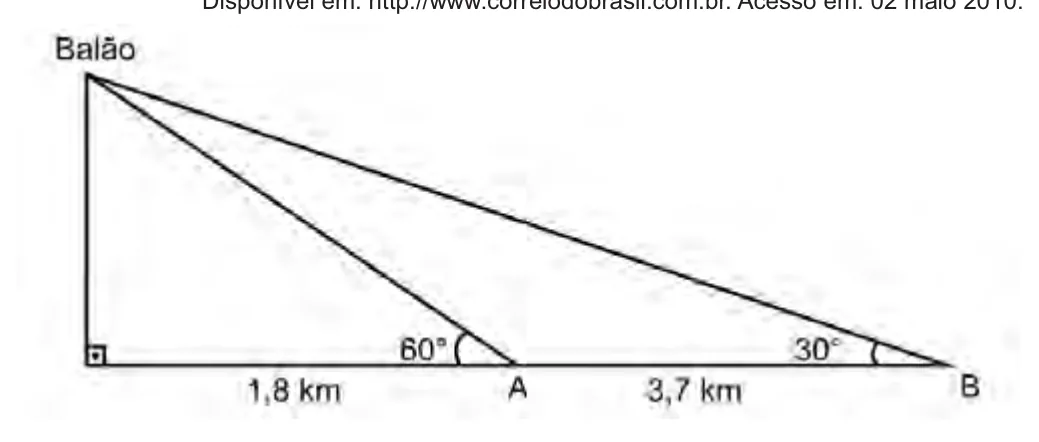 Disponível em: http://www.correiodobrasil.com.br. Acesso em: 02 maio 2010.
Balão
60° 30°
1,8 km A 3,7 km B